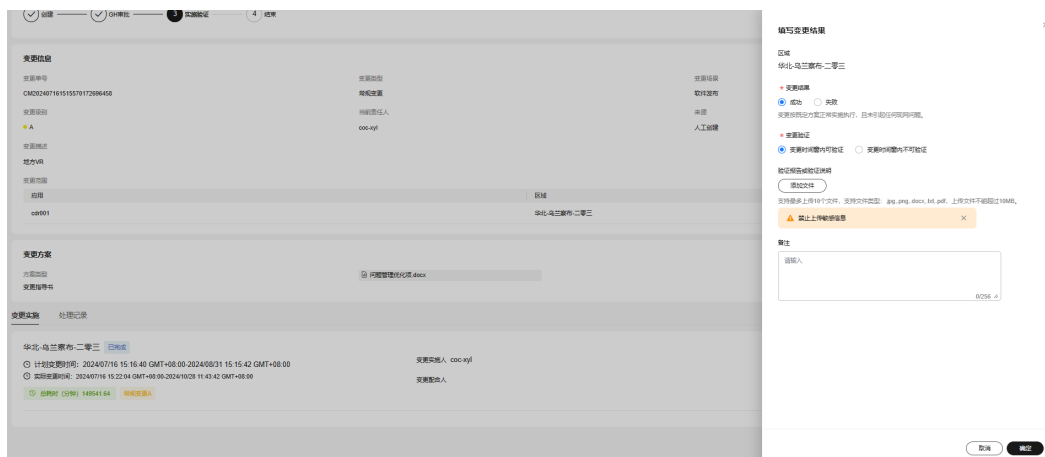 创建
GH审批
3 实施验证
4 结束
变更信息
变更单号
变更类型
变更场景
CM20240716151557017269­6458
常规变更
软件发布
变更级别
当前责任人
来源
A
coc-xyl
人工创建
变更描述
地方VR
变更范围
应用
区域
cdr001
华北-乌兰察布-二零三
变更方案
方案类型
变更指导书
问题管理优化项.docx
变更实施 处理记录
华北-乌兰察布-二零三 已完成
计划变更时间：2024/07/16 15:16:40 GMT+08:00-2024/08/31 15:15:42 GMT+08:00
实际变更时间：2024/07/16 15:22:04 GMT+08:00-2024/10/28 11:43:42 GMT+08:00
总耗时（分钟）149541.64 常规变更A
变更实施人 coc-xyl
变更配合人
填写变更结果
区域
华北-乌兰察布-二零三
* 变更结果
成功 失败
变更按既定方案正常实施执行，且未引起任何现网问题。
* 变更验证
变更时间窗内可验证 变更时间窗内不可验证
验证报告或验证说明
添加文件
支持最多上传10个文件，支持文件类型：.jpg,.png,.docx,.txt,.pdf，上传文件不能超过10MB。
禁止上传敏感信息
备注
请输入
0/256
取消 确定